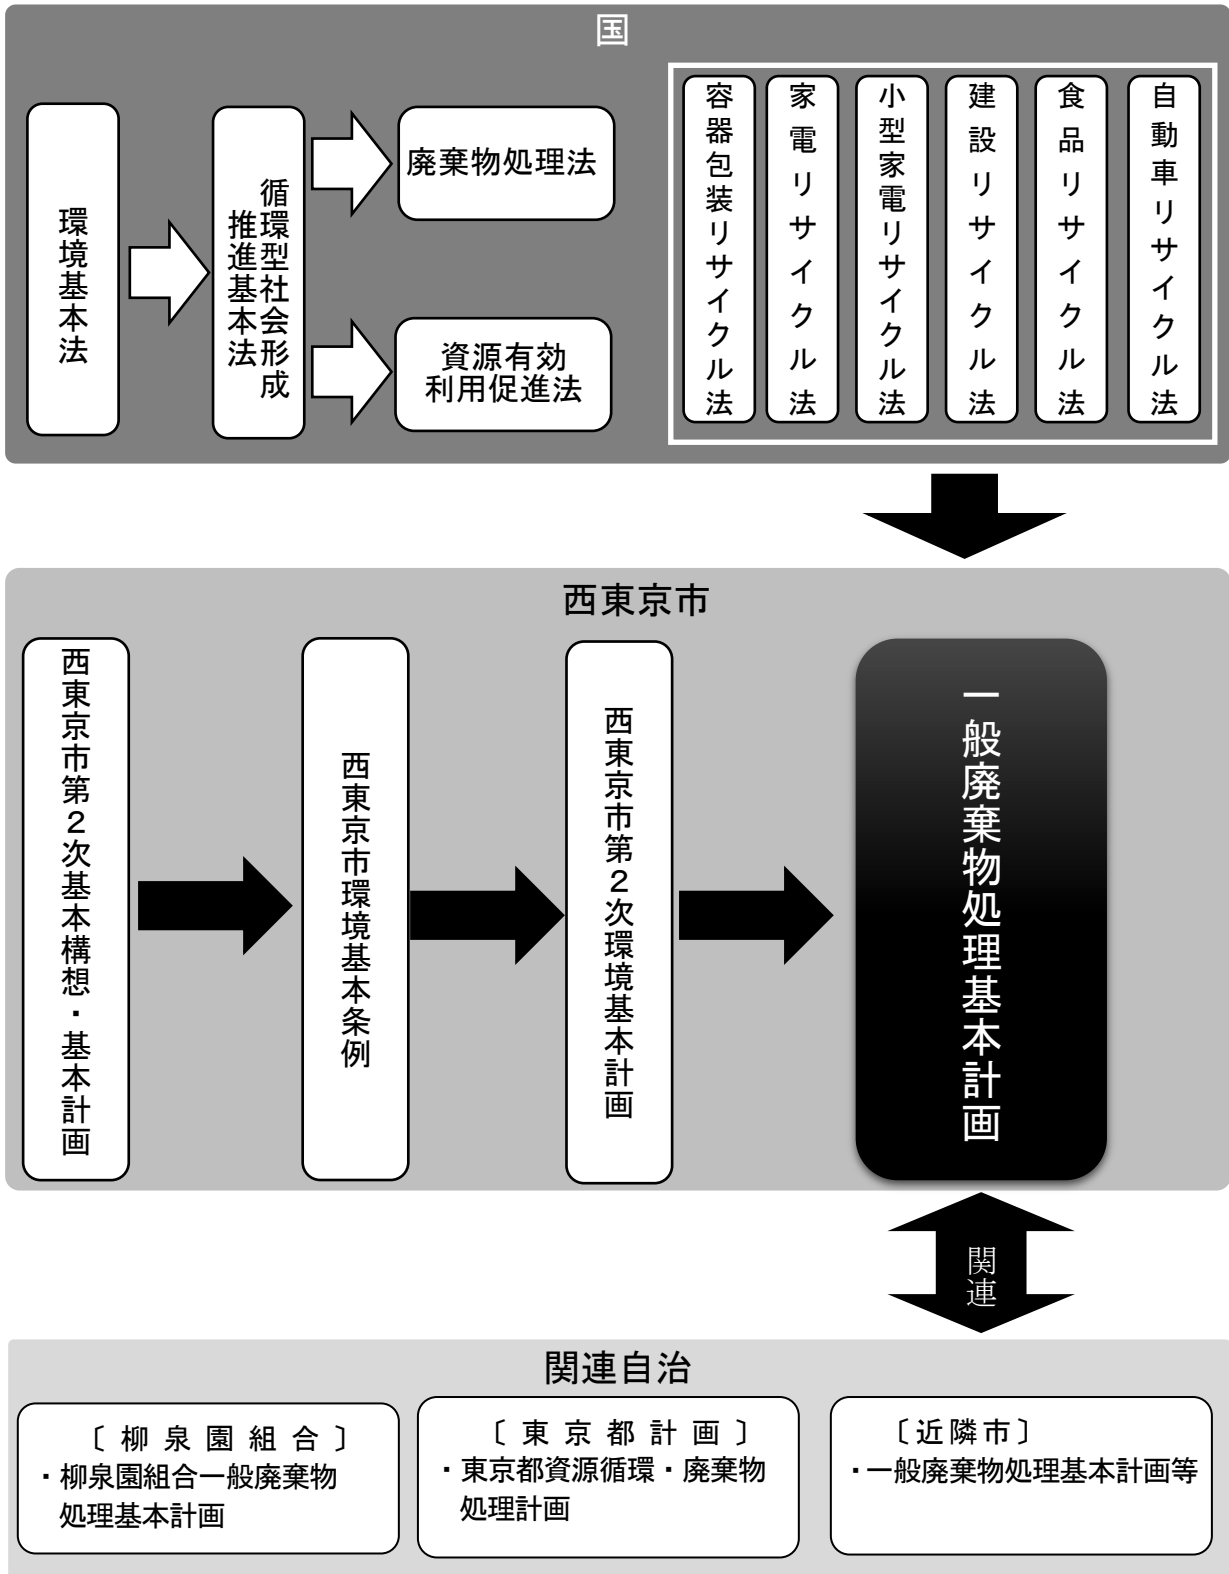 国
環境基本法
循環型社会形成
推進基本法
廃棄物処理法
資源有効
利用促進法
容器包装リサイクル法
家電リサイクル法
小型家電リサイクル法
建設リサイクル法
食品リサイクル法
自動車リサイクル法
西東京市
西東京市第２次基本構想・基本計画
西東京市環境基本条例
西東京市第２次環境基本計画
一般廃棄物処理基本計画
関連
関連自治
〔柳泉園組合〕
・柳泉園組合一般廃棄物
処理基本計画
〔東京都計画〕
・東京都資源循環・廃棄物
処理計画
〔近隣市〕
・一般廃棄物処理基本計画等